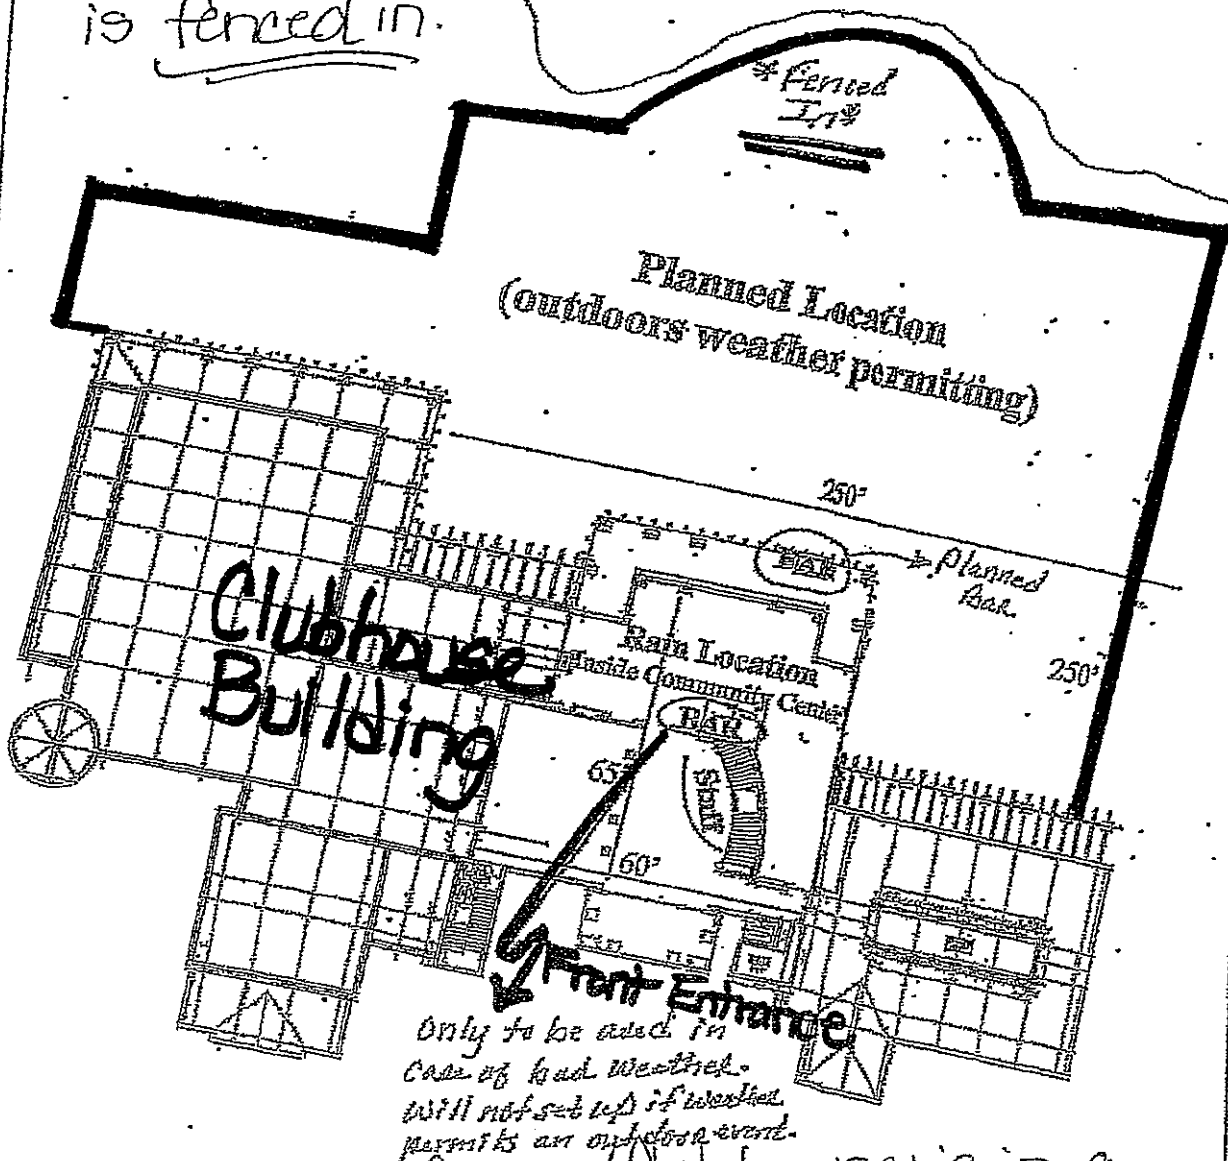 is fenced in.
*Fenced
In*
Planned Location
(outdoors weather permitting)
250'
BAR
Planned
Bar
Rain Location
Inside Community Center
250'
Clubhouse
Building
BAR
65'
Stuff
60'
Front Entrance
Only to be used in
case of bad weather.
Will not set up if weather
permits an outdoor event.